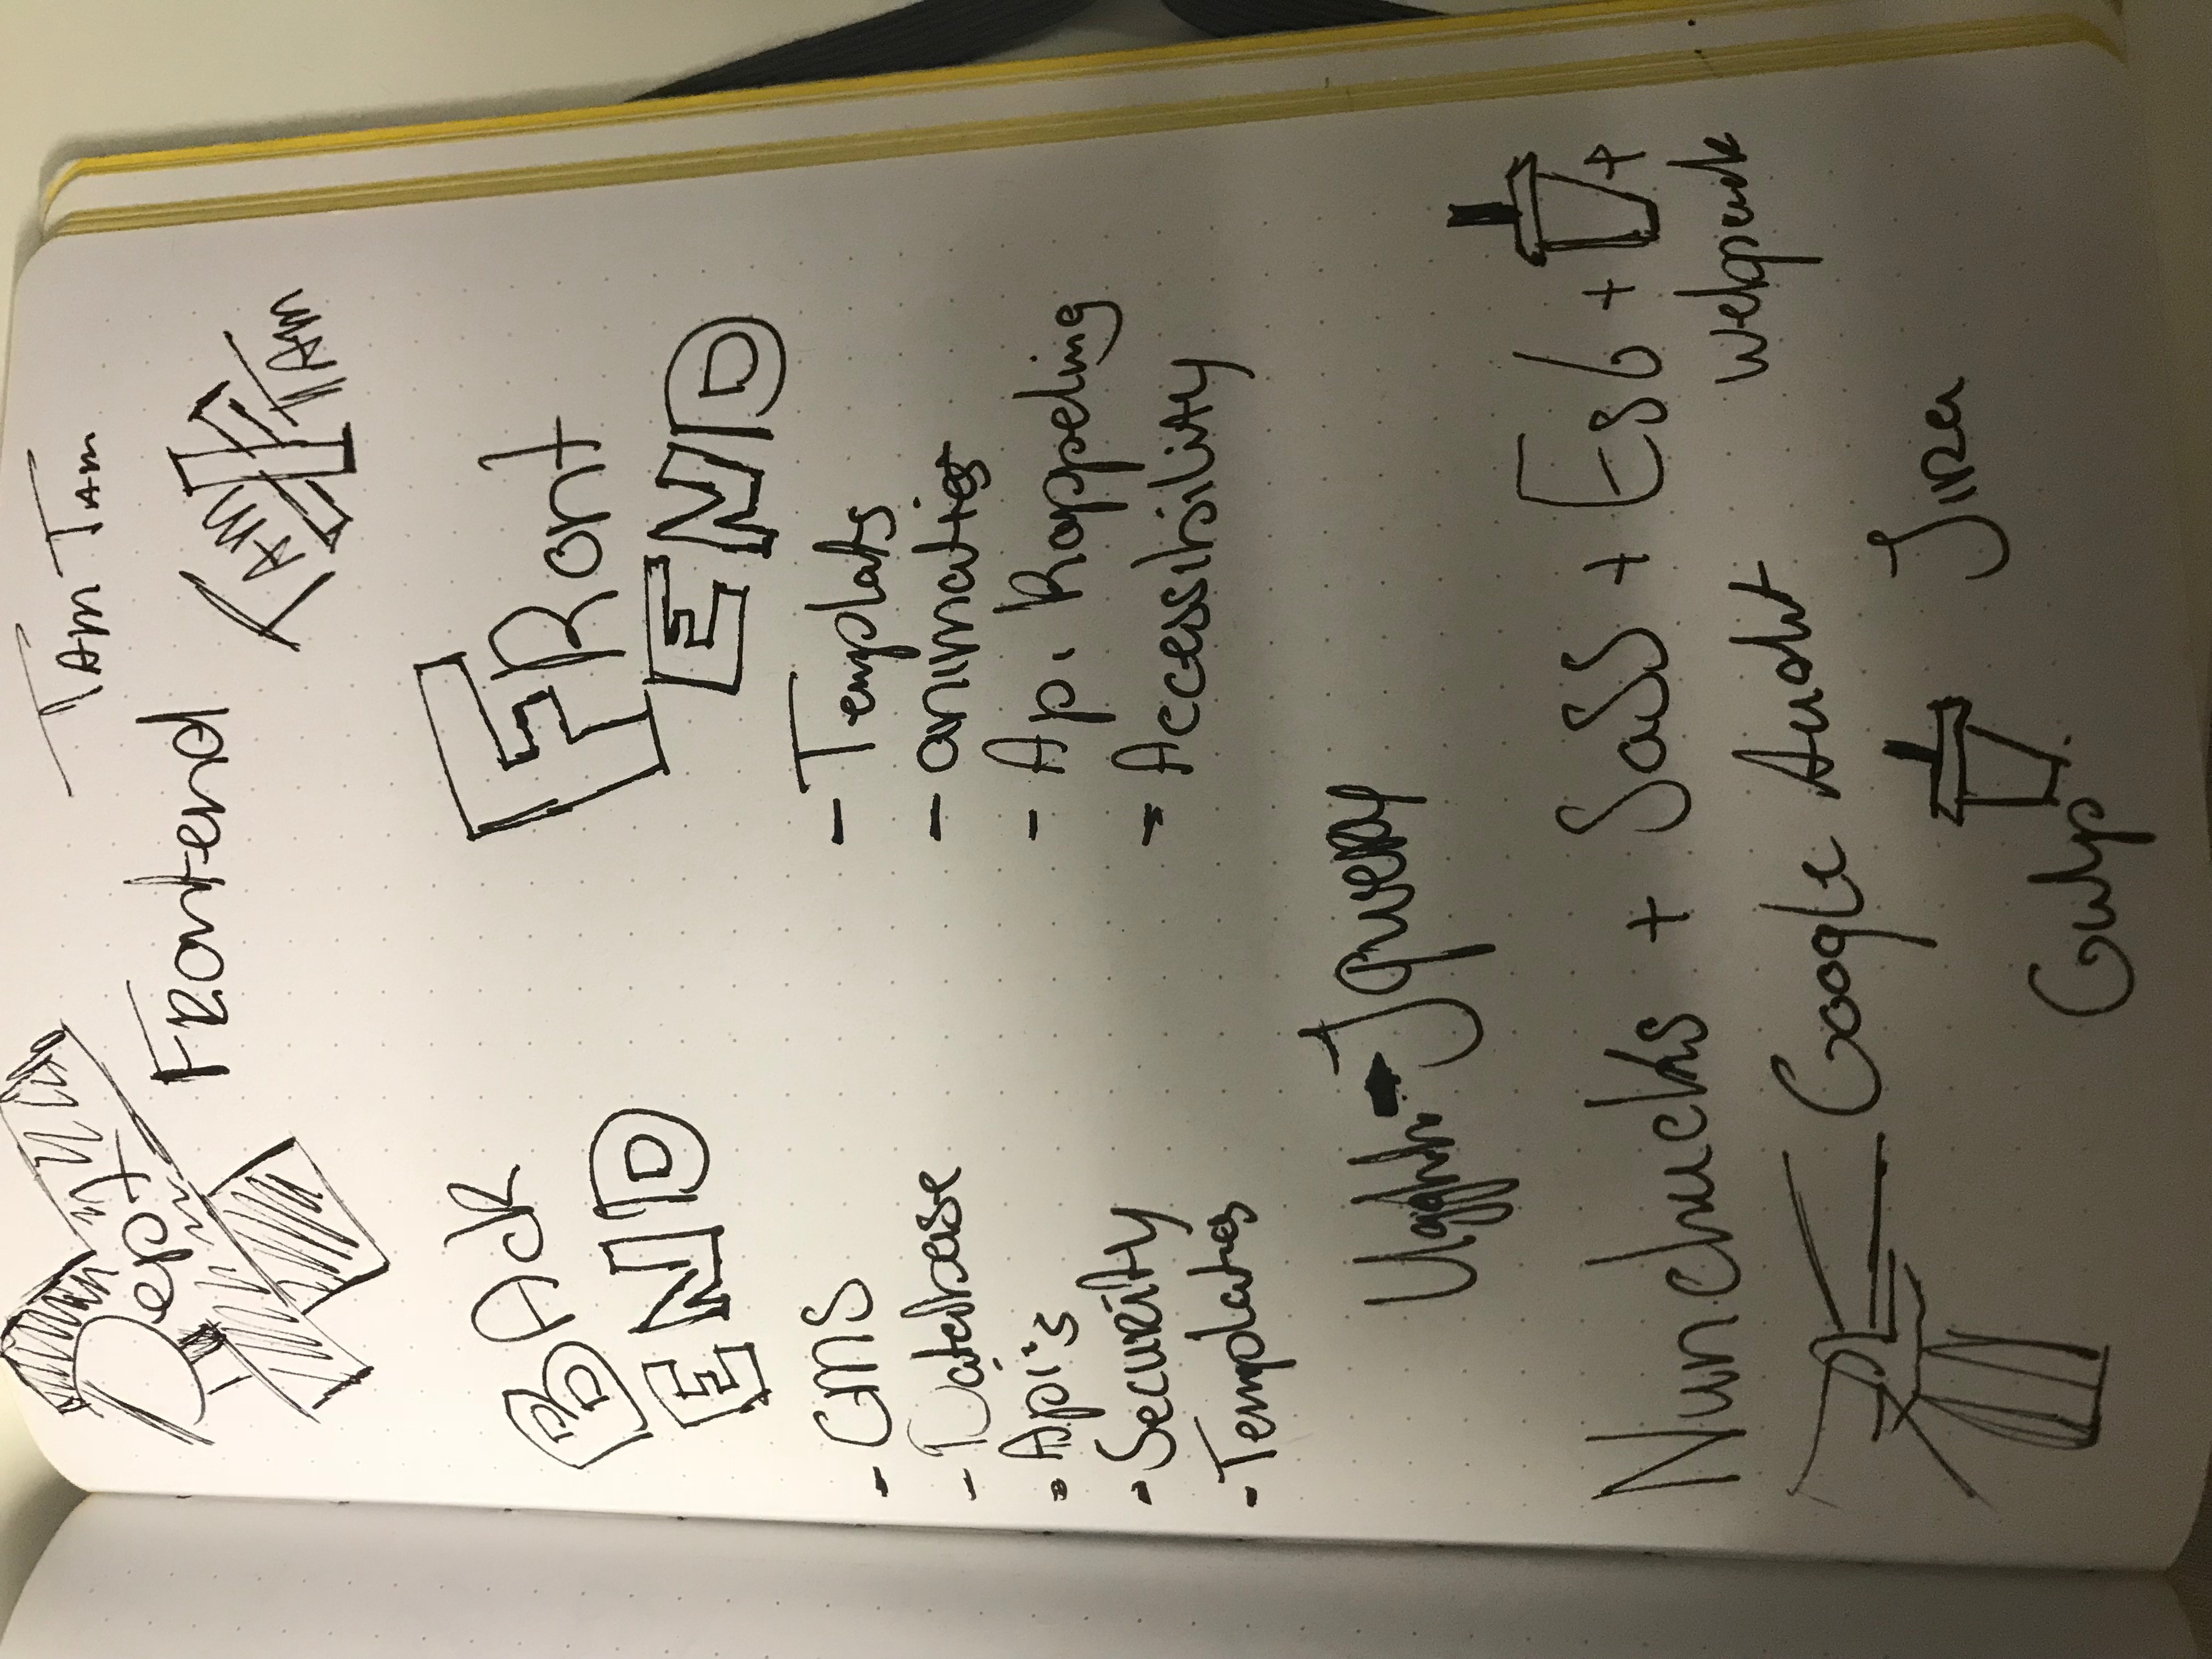 Dept
Tam Tam
Frontend
Tam Tam
BAck
END
FRont
END
- CMS
- Database
- Api's
- Security
- Templates
- Templats
- animaties
- Api Koppeling
- Accessibility
Ugghh - Jquery
Nunchucks + SaSS + Es6 + +
Webpack
Google Audit
Jira
Gulp